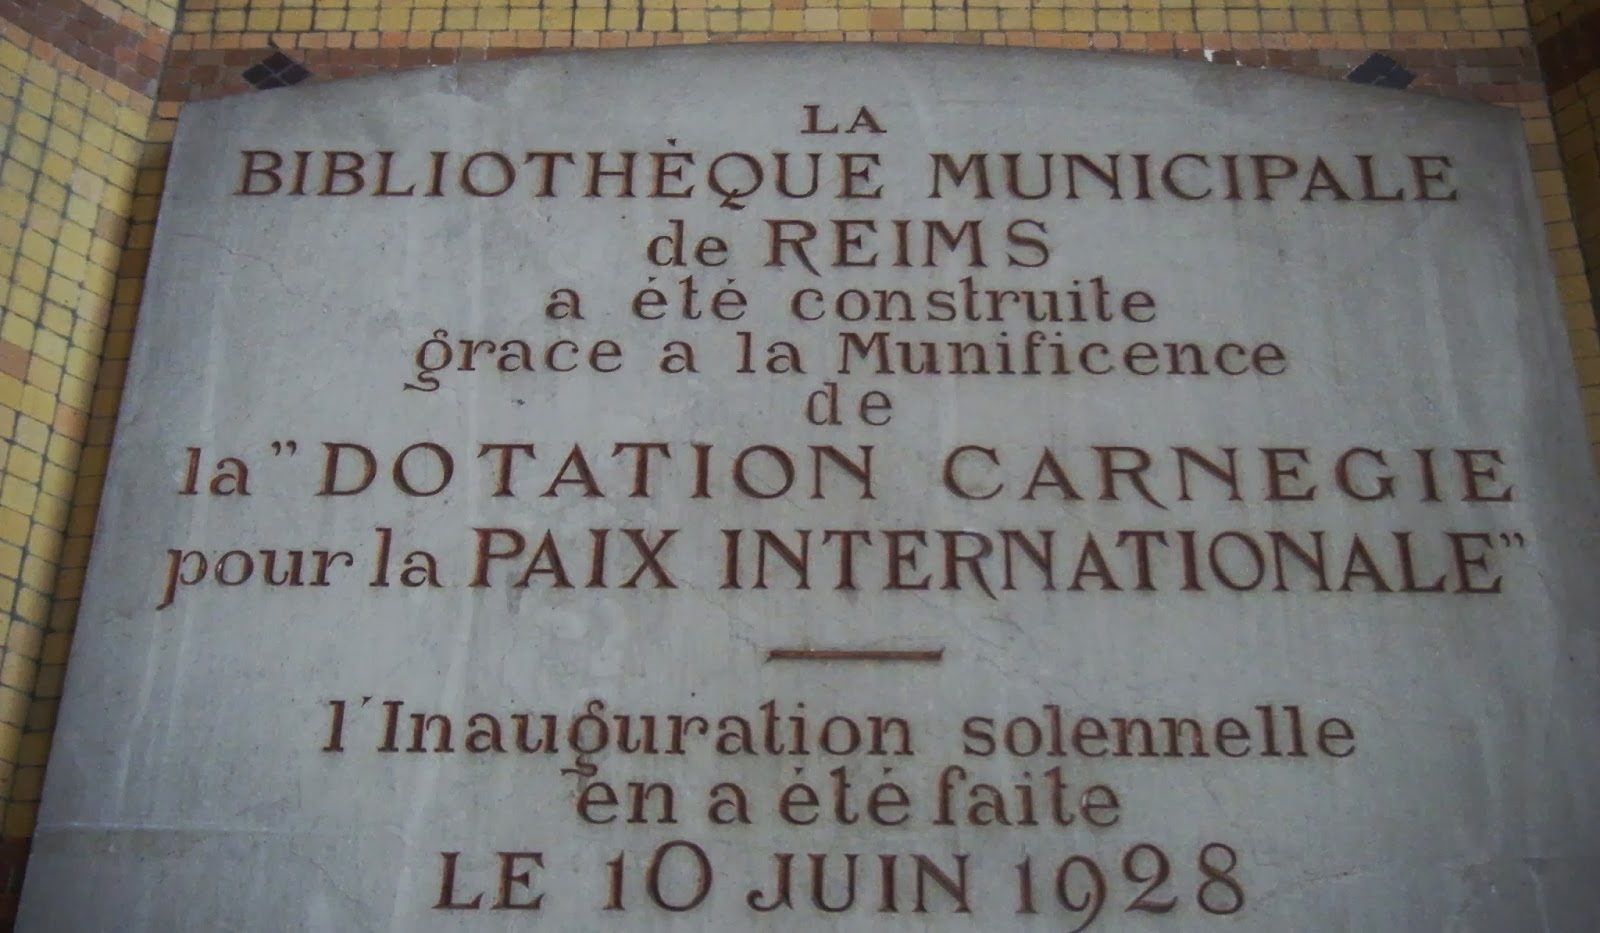 LA
BIBLIOTHÈQUE MUNICIPALE
de REIMS
a été construite
grace a la Munificence
de
la "DOTATION CARNEGIE
pour la PAIX INTERNATIONALE"
l'Inauguration solennelle
en a été faite
LE 10 JUIN 1928